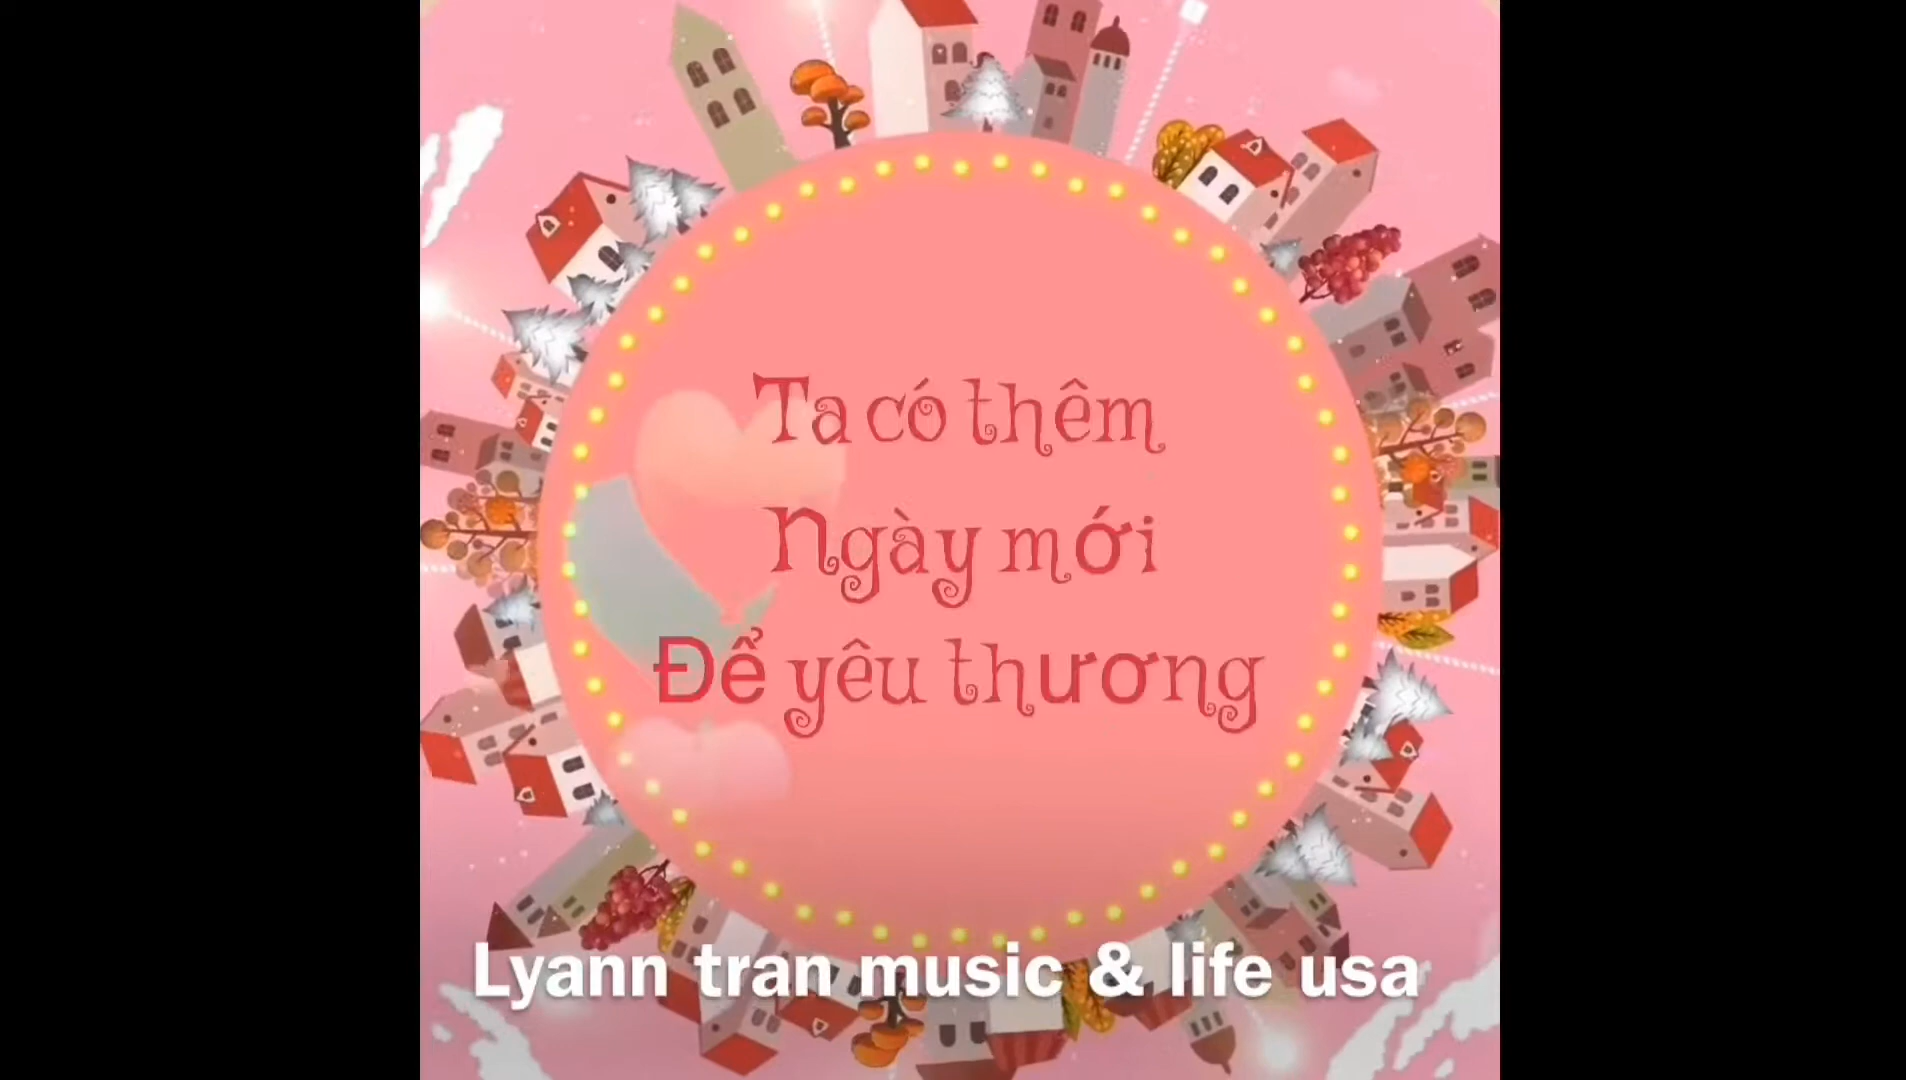 Ta có thêm
Ngày mới
Để yêu thương
Lyann tran music & life usa